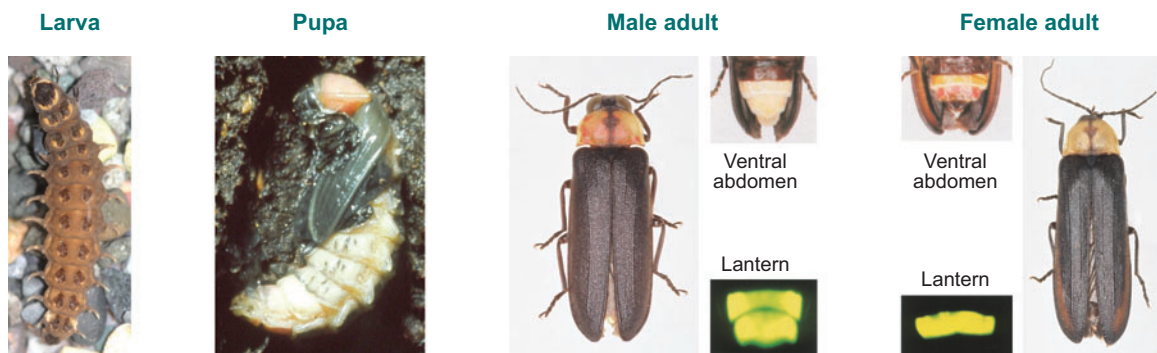 Larva
Pupa
Male adult
Female adult
Ventral
abdomen
Ventral
abdomen
Lantern
Lantern